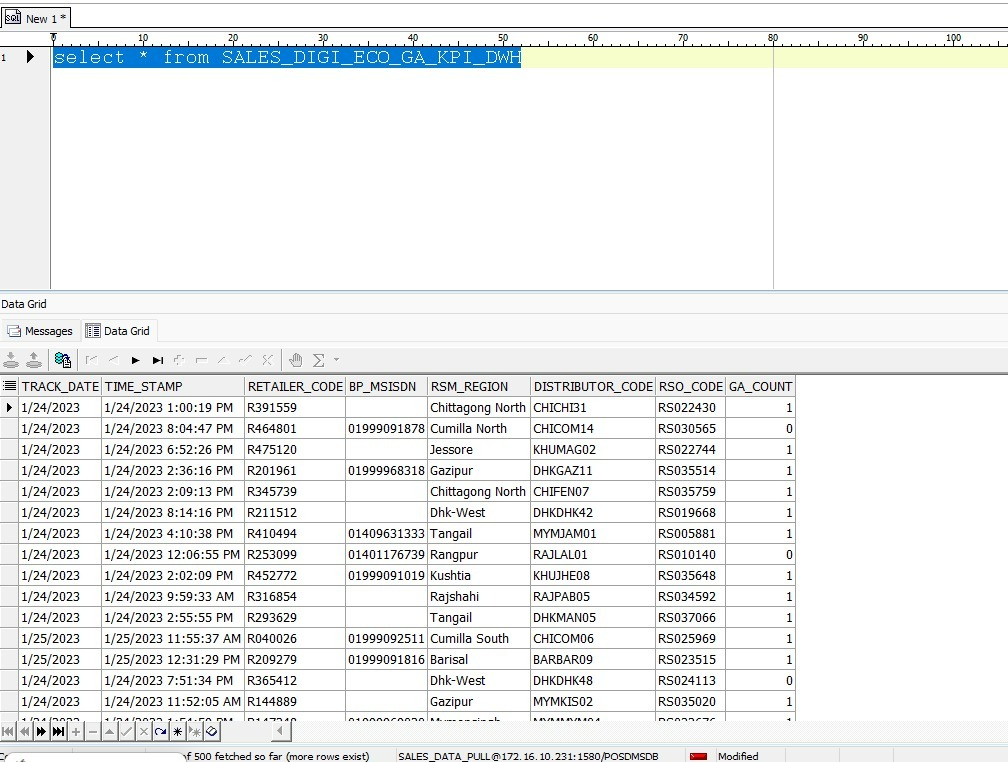 New 1 *
0 10 20 30 40 50 60 70 80 90 100
1 select * from SALES_DIGI_ECO_GA_KPI_DWH
Data Grid
Messages Data Grid
TRACK_DATE TIME_STAMP RETAILER_CODE BP_MSISDN RSM_REGION DISTRIBUTOR_CODE RSO_CODE GA_COUNT
1/24/2023 1/24/2023 1:00:19 PM R391559 Chittagong North CHICHI31 RS022430 1
1/24/2023 1/24/2023 8:04:47 PM R464801 01999091878 Cumilla North CHICOM14 RS030565 0
1/24/2023 1/24/2023 6:52:26 PM R475120 Jessore KHUMAG02 RS022744 1
1/24/2023 1/24/2023 2:36:16 PM R201961 01999968318 Gazipur DHKGAZ11 RS035514 1
1/24/2023 1/24/2023 2:09:13 PM R345739 Chittagong North CHIFEN07 RS035759 1
1/24/2023 1/24/2023 8:14:16 PM R211512 Dhk-West DHKDHK42 RS019668 1
1/24/2023 1/24/2023 4:10:38 PM R410494 01409631333 Tangail MYMJAM01 RS005881 1
1/24/2023 1/24/2023 12:06:55 PM R253099 01401176739 Rangpur RAJLAL01 RS010140 0
1/24/2023 1/24/2023 2:02:09 PM R452772 01999091019 Kushtia KHUJHE08 RS035648 1
1/24/2023 1/24/2023 9:59:33 AM R316854 Rajshahi RAJPAB05 RS034592 1
1/24/2023 1/24/2023 2:55:55 PM R293629 Tangail DHKMAN05 RS037066 1
1/25/2023 1/25/2023 11:55:37 AM R040026 01999092511 Cumilla South CHICOM06 RS025969 1
1/25/2023 1/25/2023 12:31:29 PM R209279 01999091816 Barisal BARBAR09 RS023515 1
1/24/2023 1/24/2023 7:51:34 PM R365412 Dhk-West DHKDHK48 RS024113 0
1/24/2023 1/24/2023 11:52:05 AM R144889 Gazipur MYMKIS02 RS035020 1
of 500 fetched so far (more rows exist) SALES_DATA_PULL@172.16.10.231:1580/POSDMSDB Modified